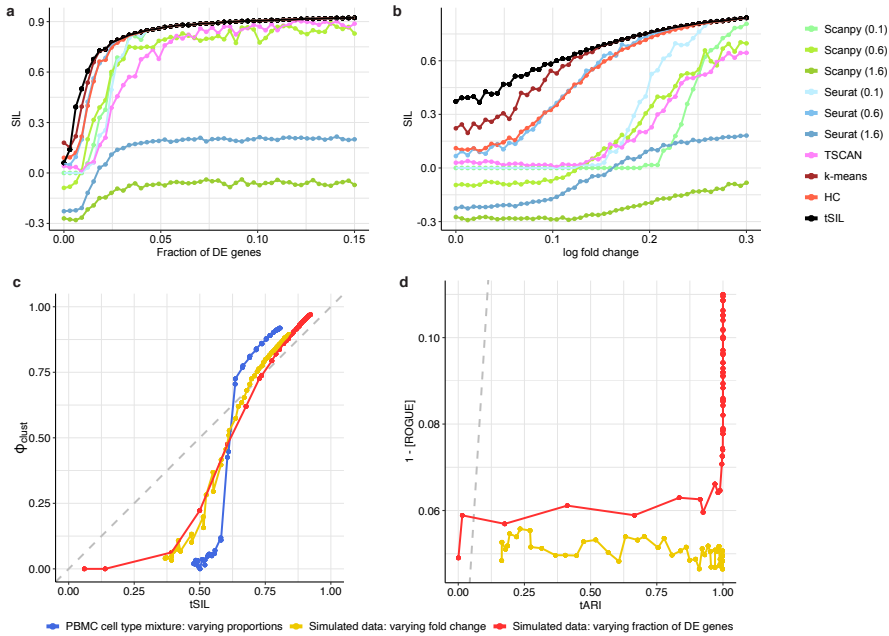 a
SIL
0.9
0.6
0.3
0.0
-0.3
0.00
0.05
0.10
0.15
Fraction of DE genes
b
SIL
0.9
0.6
0.3
0.0
-0.3
0.0
0.1
0.2
0.3
log fold change
Scanpy (0.1)
Scanpy (0.6)
Scanpy (1.6)
Seurat (0.1)
Seurat (0.6)
Seurat (1.6)
TSCAN
k-means
HC
tSIL
c
ϕclust
1.00
0.75
0.50
0.25
0.00
0.00
0.25
0.50
0.75
1.00
tSIL
d
1 - [ROGUE]
0.10
0.08
0.06
0.00
0.25
0.50
0.75
1.00
tARI
PBMC cell type mixture: varying proportions
Simulated data: varying fold change
Simulated data: varying fraction of DE genes